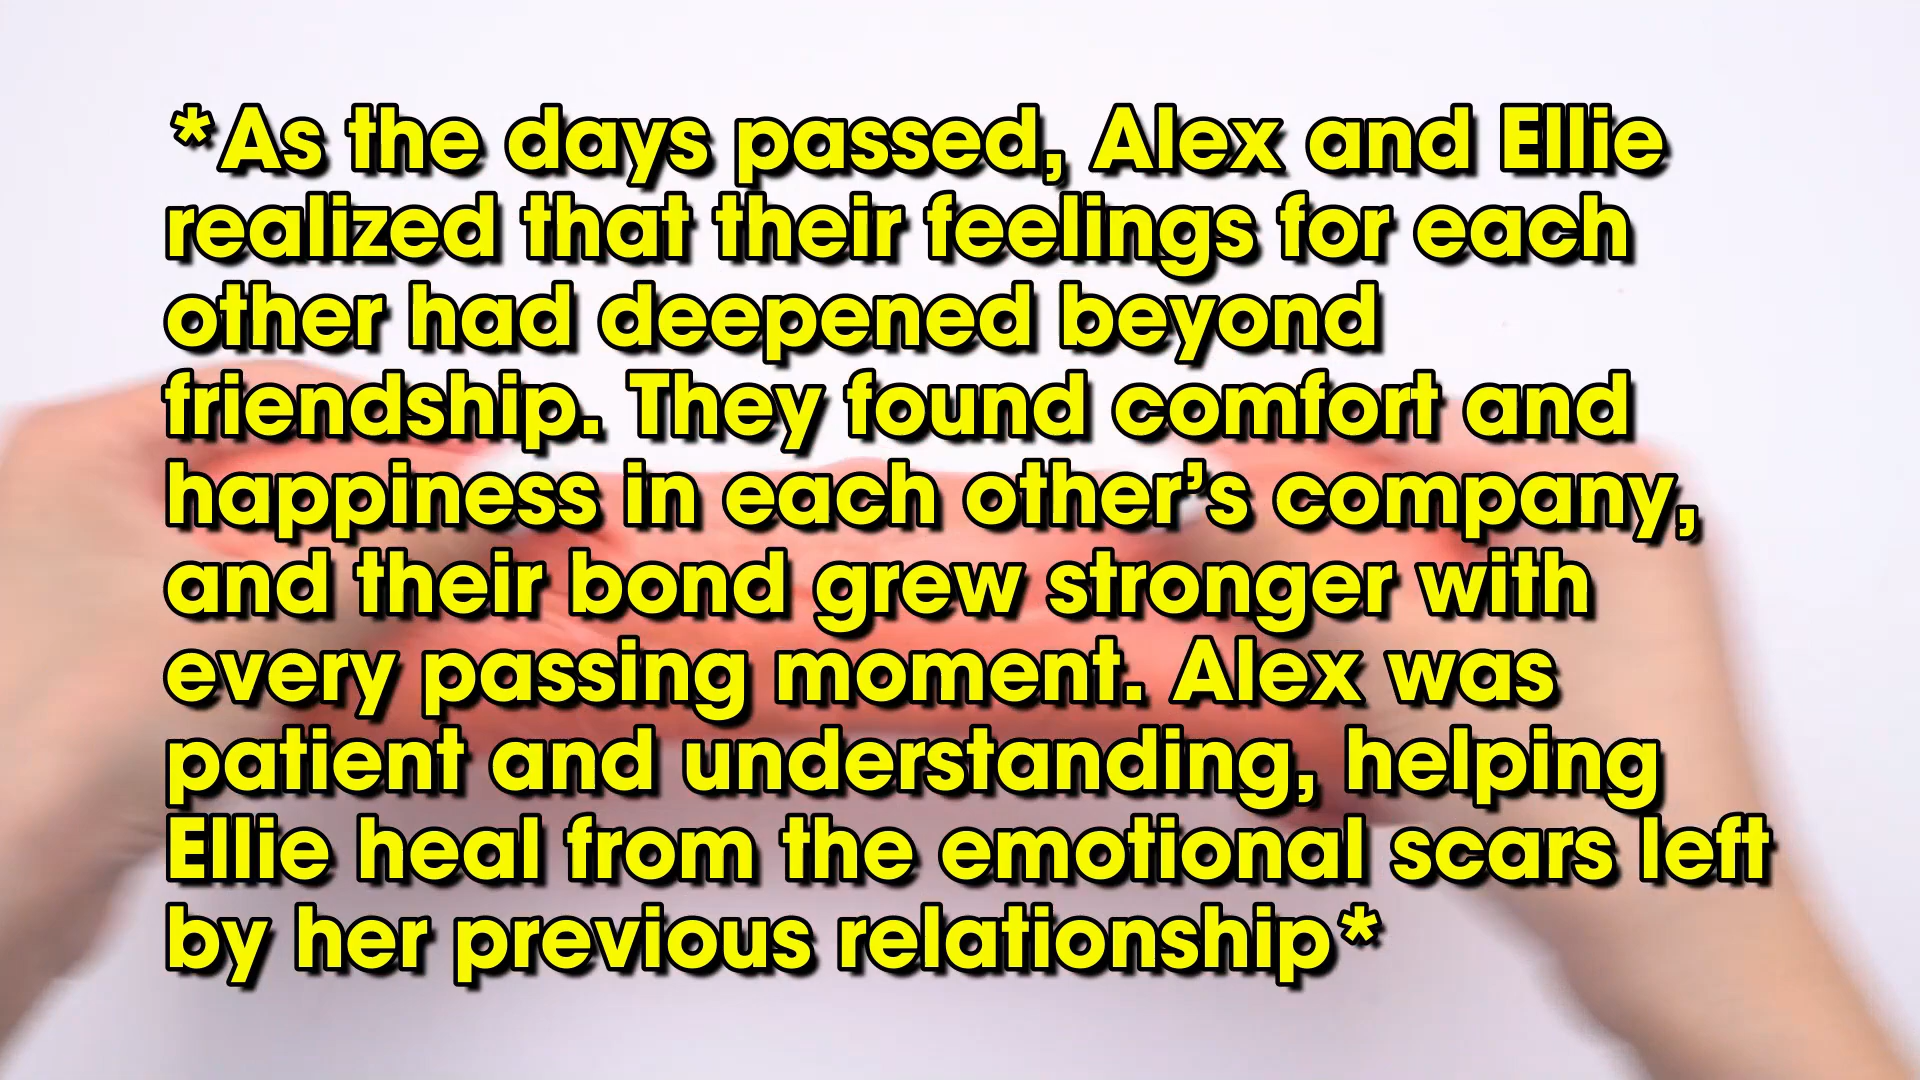 *As the days passed, Alex and Ellie
realized that their feelings for each
other had deepened beyond
friendship. They found comfort and
happiness in each other’s company,
and their bond grew stronger with
every passing moment. Alex was
patient and understanding, helping
Ellie heal from the emotional scars left
by her previous relationship*